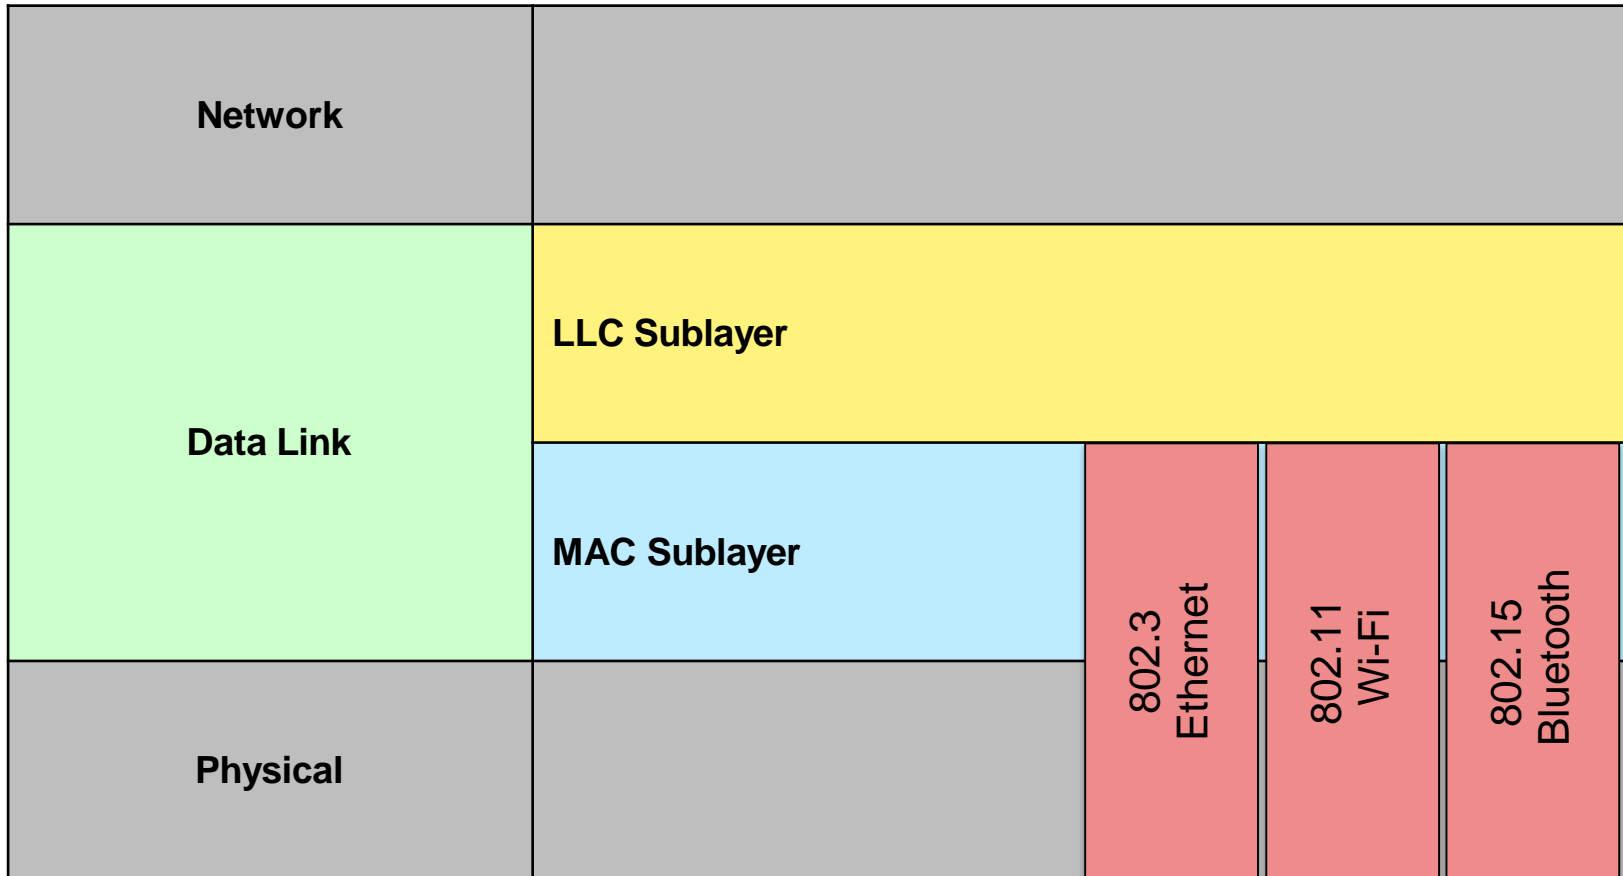 Network
LLC Sublayer
Data Link
MAC Sublayer
802.3
Ethernet
802.11
Wi-Fi
802.15
Bluetooth
Physical